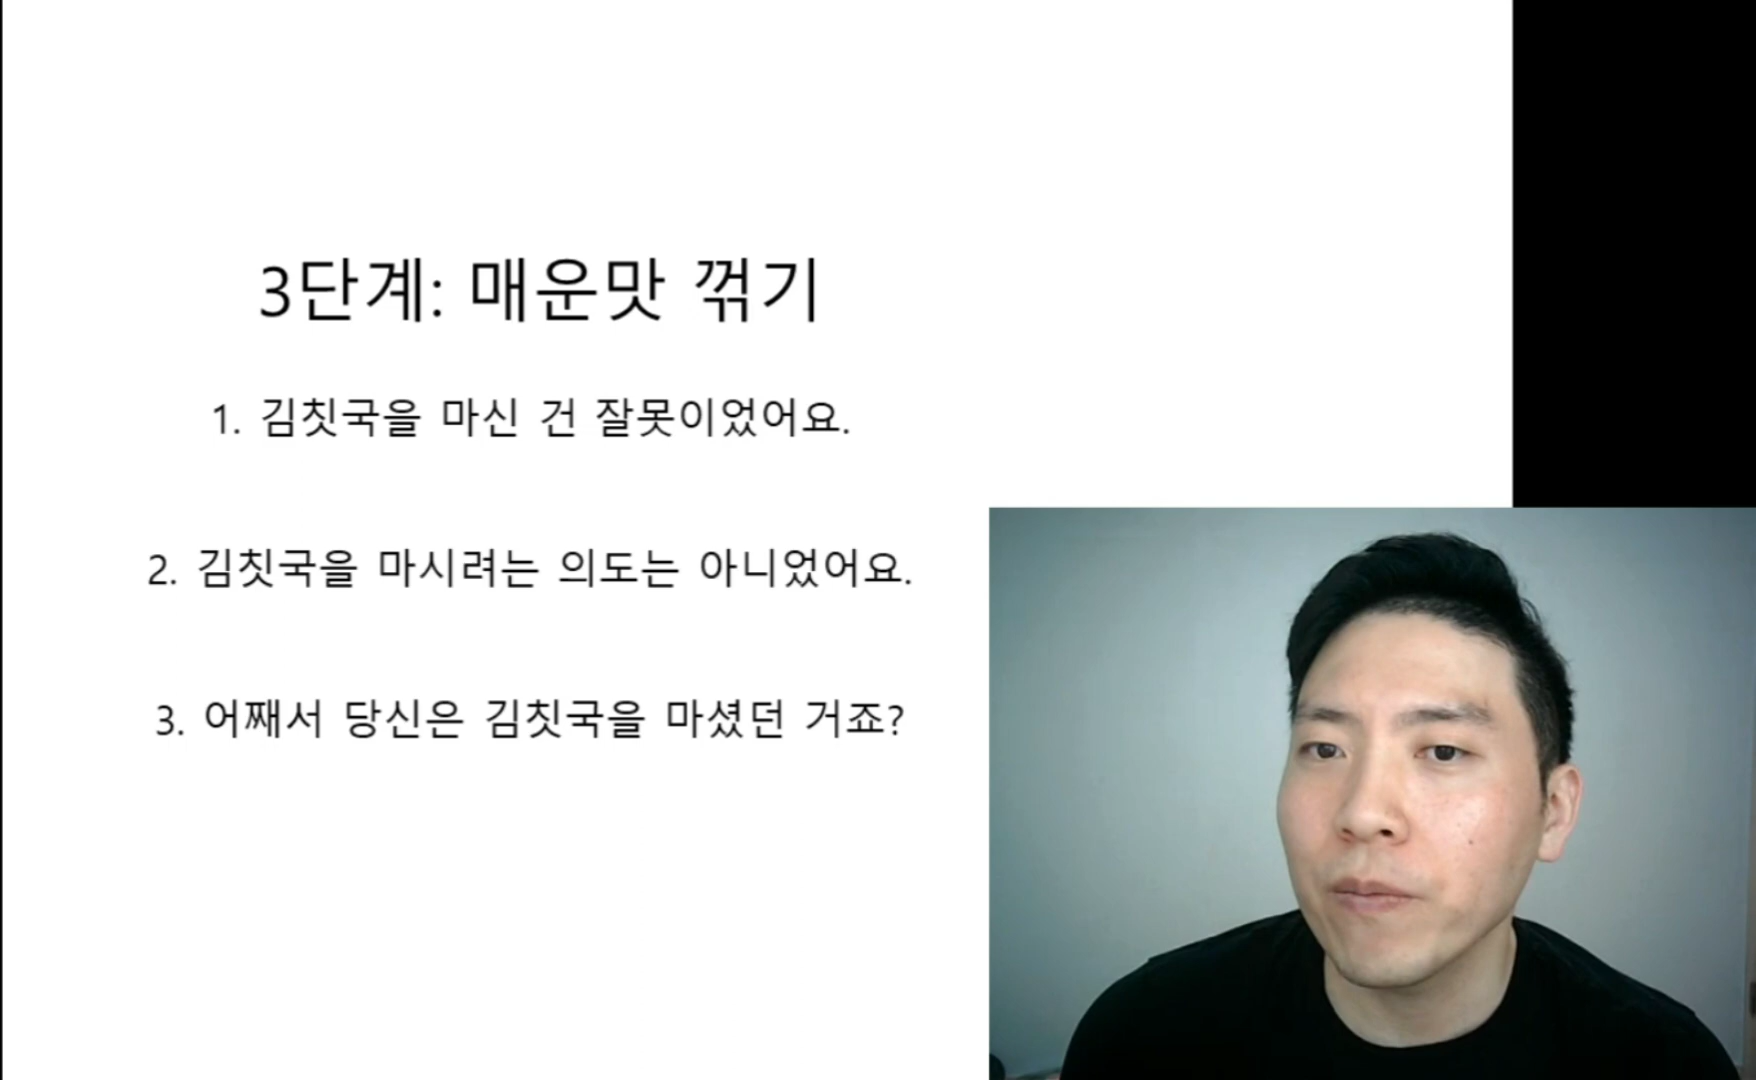 3단계: 매운맛 꺾기
1. 김칫국을 마신 건 잘못이었어요.
2. 김칫국을 마시려는 의도는 아니었어요.
3. 어째서 당신은 김칫국을 마셨던 거죠?